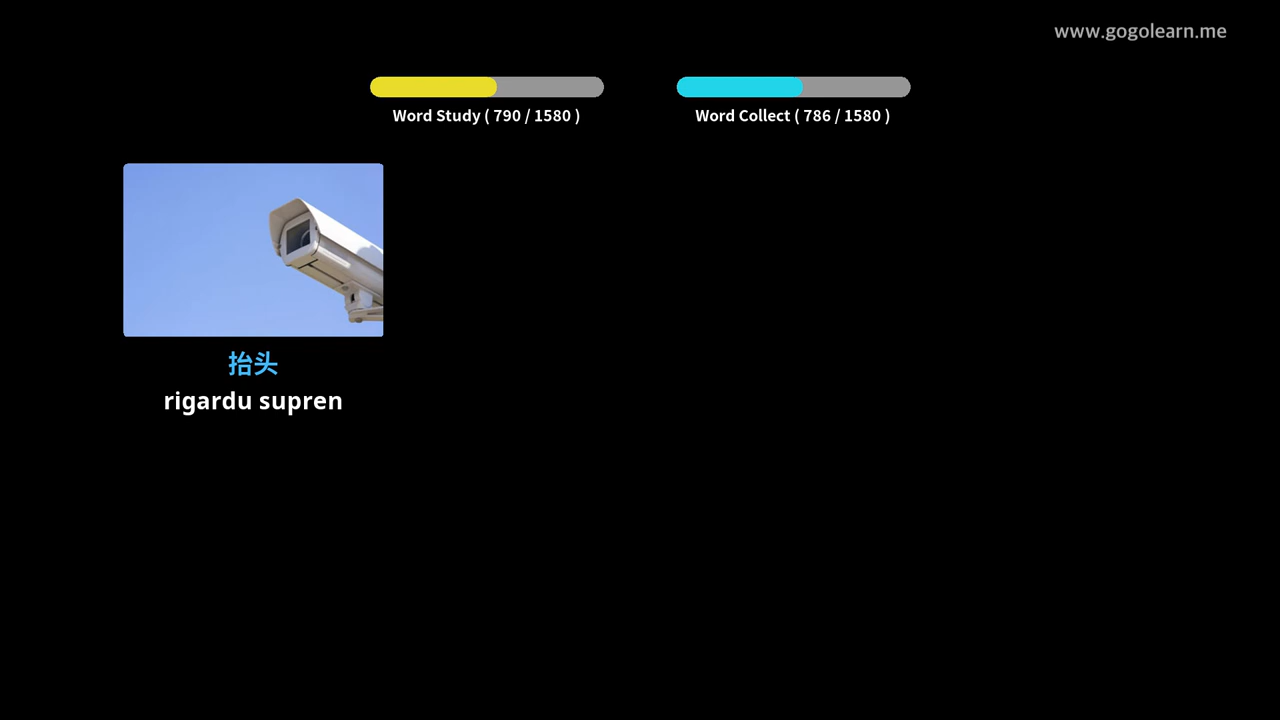 www.gogolearn.me
Word Study ( 790 / 1580 )
Word Collect ( 786 / 1580 )
抬头
rigardu supren